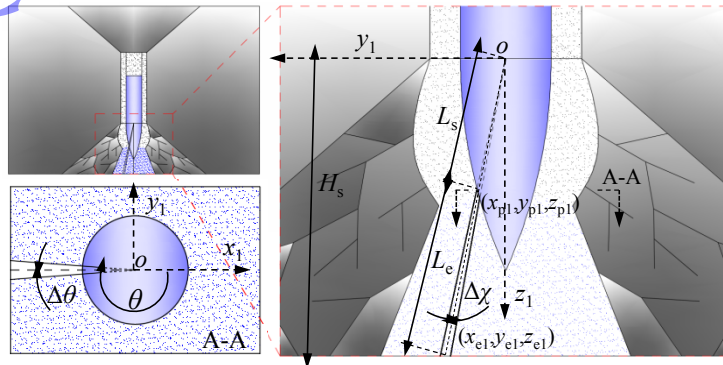 y₁
o
x₁
Δθ
θ
A-A
y₁
o
Lₛ
Hₛ
A-A
(xₚ₁,yₚ₁,zₚ₁)
Lₑ
Δχ
z₁
(xₑ₁,yₑ₁,zₑ₁)